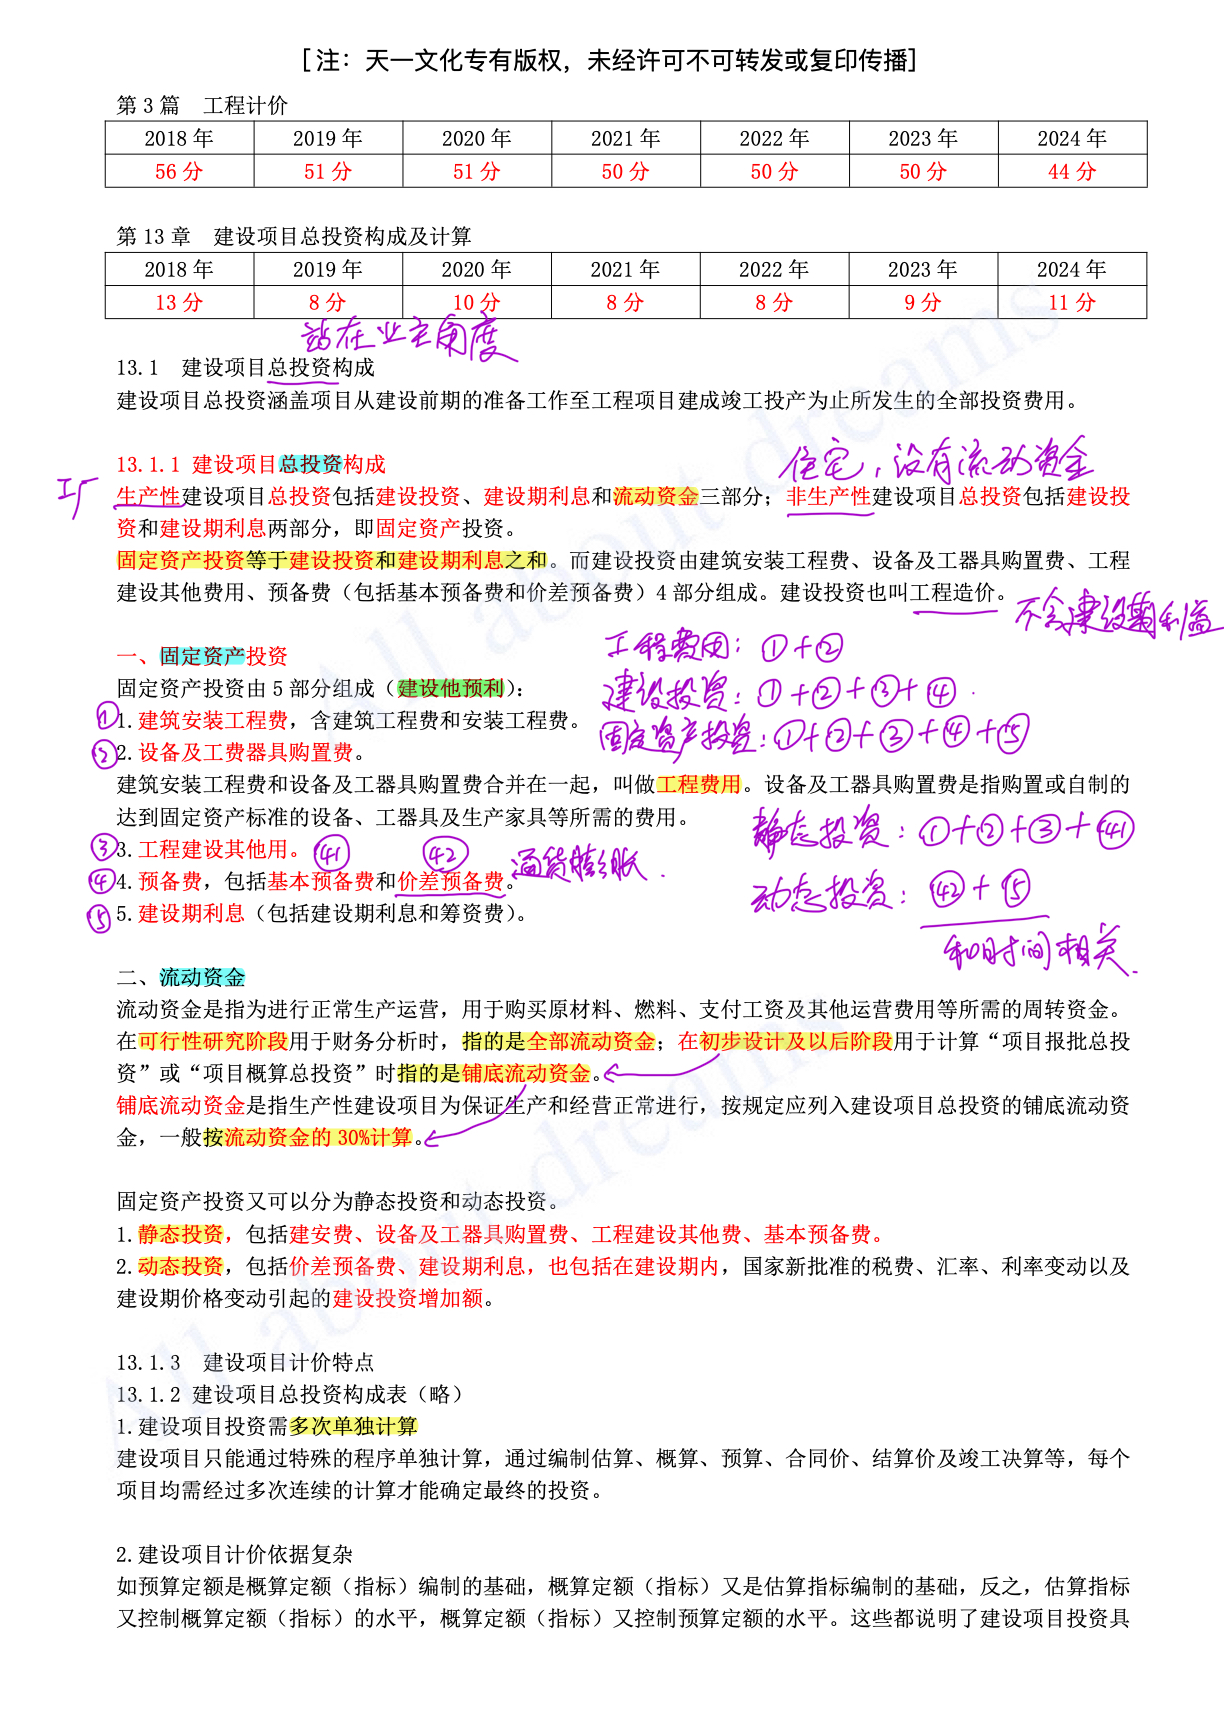 [注：天一文化专有版权，未经许可不可转发或复印传播]
第 3 篇 工程计价
2018 年 2019 年 2020 年 2021 年 2022 年 2023 年 2024 年
56 分 51 分 51 分 50 分 50 分 50 分 44 分
第 13 章 建设项目总投资构成及计算
2018 年 2019 年 2020 年 2021 年 2022 年 2023 年 2024 年
13 分 8 分 10 分 8 分 8 分 9 分 11 分
站在业主角度
13.1 建设项目总投资构成
建设项目总投资涵盖项目从建设前期的准备工作至工程项目建成竣工投产为止所发生的全部投资费用。
住宅，没有流动资金
13.1.1 建设项目总投资构成
工厂
生产性建设项目总投资包括建设投资、建设期利息和流动资金三部分；非生产性建设项目总投资包括建设投
资和建设期利息两部分，即固定资产投资。
固定资产投资等于建设投资和建设期利息之和。而建设投资由建筑安装工程费、设备及工器具购置费、工程
建设其他费用、预备费（包括基本预备费和价差预备费）4 部分组成。建设投资也叫工程造价。
不含建设期利益
一、固定资产投资
工程费用：①+②
固定资产投资由 5 部分组成（建设他预利）：
建设投资：①+②+③+④.
① 1.建筑安装工程费，含建筑工程费和安装工程费。
固定资产投资：①+②+③+④+⑤
② 2.设备及工费器具购置费。
建筑安装工程费和设备及工器具购置费合并在一起，叫做工程费用。设备及工器具购置费是指购置或自制的
达到固定资产标准的设备、工器具及生产家具等所需的费用。
静态投资：①+②+③+㊶
③ 3.工程建设其他用。 ㊶ ㊷ 通货膨胀.
④ 4.预备费，包括基本预备费和价差预备费。
动态投资：㊷+⑤
⑤ 5.建设期利息（包括建设期利息和筹资费）。
和时间相关.
二、流动资金
流动资金是指为进行正常生产运营，用于购买原材料、燃料、支付工资及其他运营费用等所需的周转资金。
在可行性研究阶段用于财务分析时，指的是全部流动资金；在初步设计及以后阶段用于计算“项目报批总投
资”或“项目概算总投资”时指的是铺底流动资金。
铺底流动资金是指生产性建设项目为保证生产和经营正常进行，按规定应列入建设项目总投资的铺底流动资
金，一般按流动资金的 30%计算。
固定资产投资又可以分为静态投资和动态投资。
1.静态投资，包括建安费、设备及工器具购置费、工程建设其他费、基本预备费。
2.动态投资，包括价差预备费、建设期利息，也包括在建设期内，国家新批准的税费、汇率、利率变动以及
建设期价格变动引起的建设投资增加额。
13.1.3 建设项目计价特点
13.1.2 建设项目总投资构成表（略）
1.建设项目投资需多次单独计算
建设项目只能通过特殊的程序单独计算，通过编制估算、概算、预算、合同价、结算价及竣工决算等，每个
项目均需经过多次连续的计算才能确定最终的投资。
2.建设项目计价依据复杂
如预算定额是概算定额（指标）编制的基础，概算定额（指标）又是估算指标编制的基础，反之，估算指标
又控制概算定额（指标）的水平，概算定额（指标）又控制预算定额的水平。这些都说明了建设项目投资具
All about dreams
All about dreams